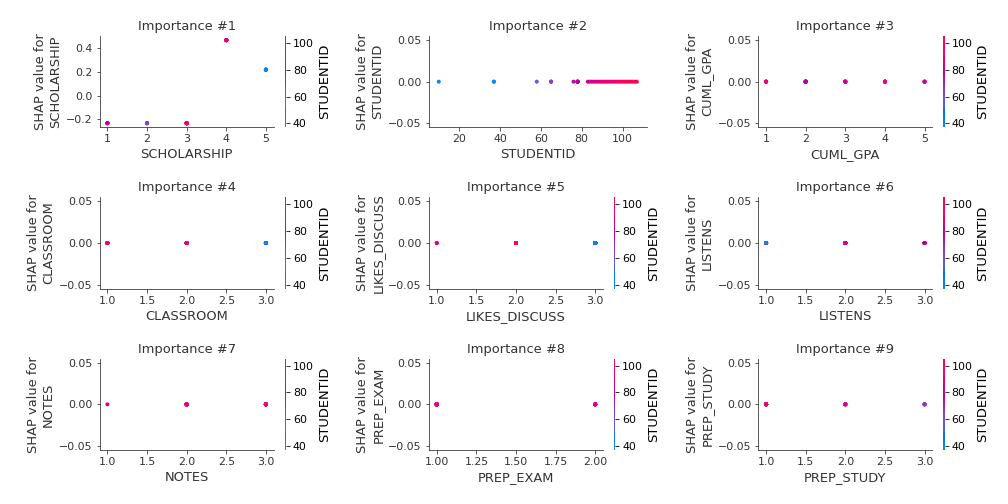 Importance #1
SHAP value for
SCHOLARSHIP
0.4
0.2
0.0
−0.2
1 2 3 4 5
SCHOLARSHIP
100
80
60
40
STUDENTID
Importance #2
SHAP value for
STUDENTID
0.05
0.00
−0.05
20 40 60 80 100
STUDENTID
Importance #3
SHAP value for
CUML_GPA
0.05
0.00
−0.05
1 2 3 4 5
CUML_GPA
100
80
60
40
STUDENTID
Importance #4
SHAP value for
CLASSROOM
0.05
0.00
−0.05
1.0 1.5 2.0 2.5 3.0
CLASSROOM
100
80
60
40
STUDENTID
Importance #5
SHAP value for
LIKES_DISCUSS
0.05
0.00
−0.05
1.0 1.5 2.0 2.5 3.0
LIKES_DISCUSS
100
80
60
40
STUDENTID
Importance #6
SHAP value for
LISTENS
0.05
0.00
−0.05
1.0 1.5 2.0 2.5 3.0
LISTENS
100
80
60
40
STUDENTID
Importance #7
SHAP value for
NOTES
0.05
0.00
−0.05
1.0 1.5 2.0 2.5 3.0
NOTES
100
80
60
40
STUDENTID
Importance #8
SHAP value for
PREP_EXAM
0.05
0.00
−0.05
1.00 1.25 1.50 1.75 2.00
PREP_EXAM
100
80
60
40
STUDENTID
Importance #9
SHAP value for
PREP_STUDY
0.05
0.00
−0.05
1.0 1.5 2.0 2.5 3.0
PREP_STUDY
100
80
60
40
STUDENTID